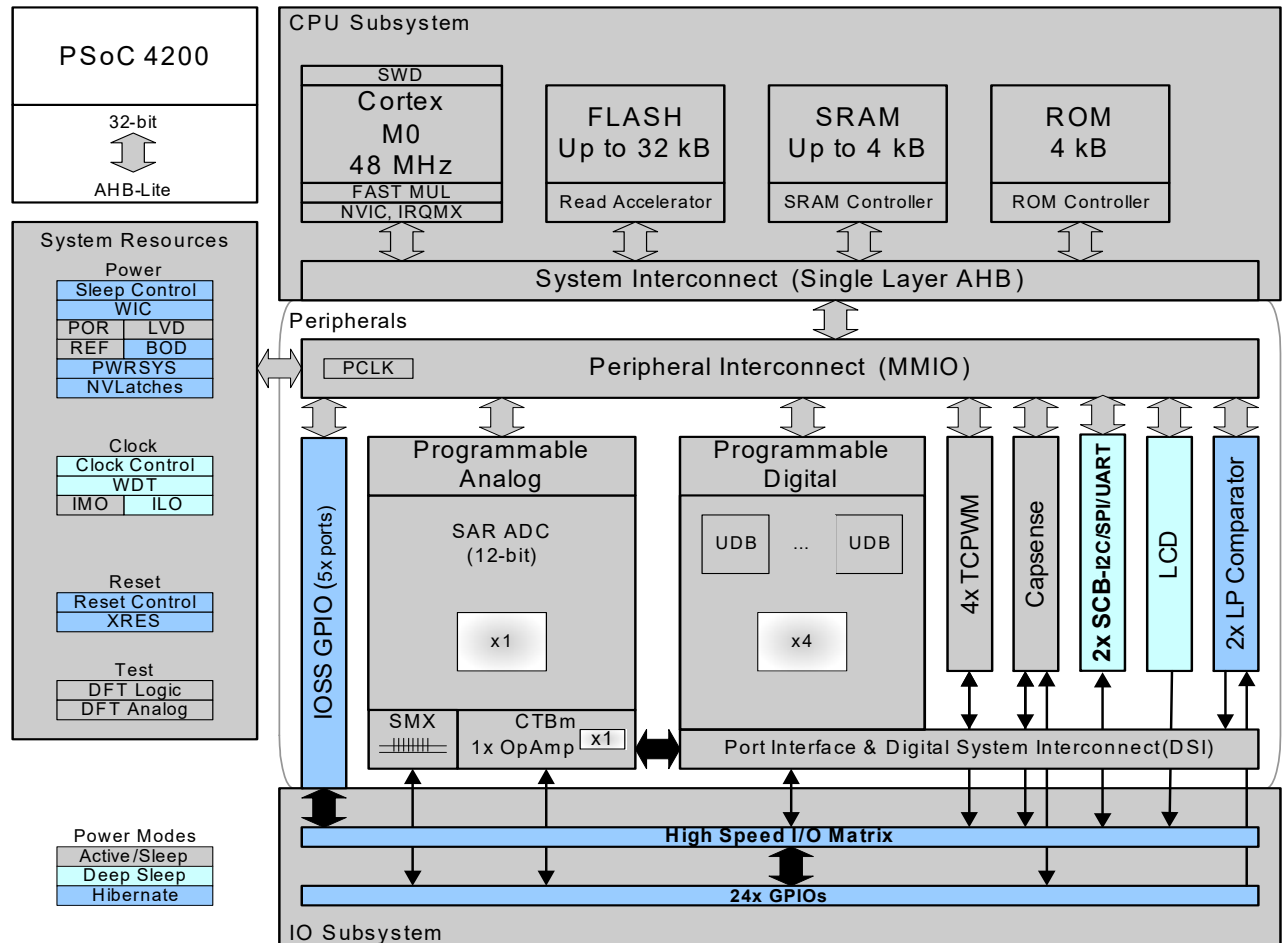 PSoC 4200
32-bit
AHB-Lite
CPU Subsystem
SWD
Cortex
M0
48 MHz
FAST MUL
NVIC, IRQMX
FLASH
Up to 32 kB
Read Accelerator
SRAM
Up to 4 kB
SRAM Controller
ROM
4 kB
ROM Controller
System Interconnect (Single Layer AHB)
System Resources
Power
Sleep Control
WIC
POR
LVD
REF
BOD
PWRSYS
NVLatches
Clock
Clock Control
WDT
IMO
ILO
Reset
Reset Control
XRES
Test
DFT Logic
DFT Analog
Peripherals
PCLK
Peripheral Interconnect (MMIO)
IOSS GPIO (5x ports)
Programmable
Analog
SAR ADC
(12-bit)
x1
SMX
CTBm
1x OpAmp
x1
Programmable
Digital
UDB
...
UDB
x4
4x TCPWM
Capsense
2x SCB-I2C/SPI/UART
LCD
2x LP Comparator
Port Interface & Digital System Interconnect(DSI)
High Speed I/O Matrix
24x GPIOs
IO Subsystem
Power Modes
Active/Sleep
Deep Sleep
Hibernate